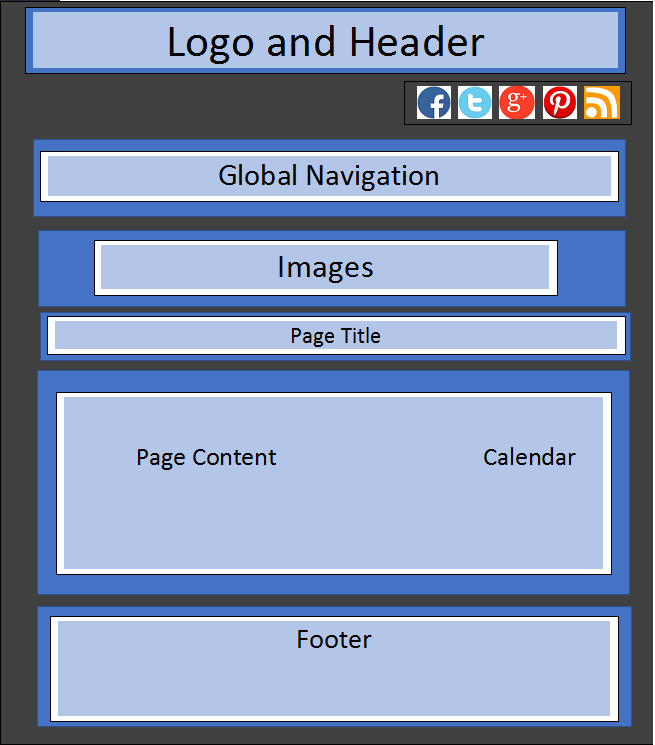 Logo and Header
f t g+ P
Global Navigation
Images
Page Title
Page Content Calendar
Footer